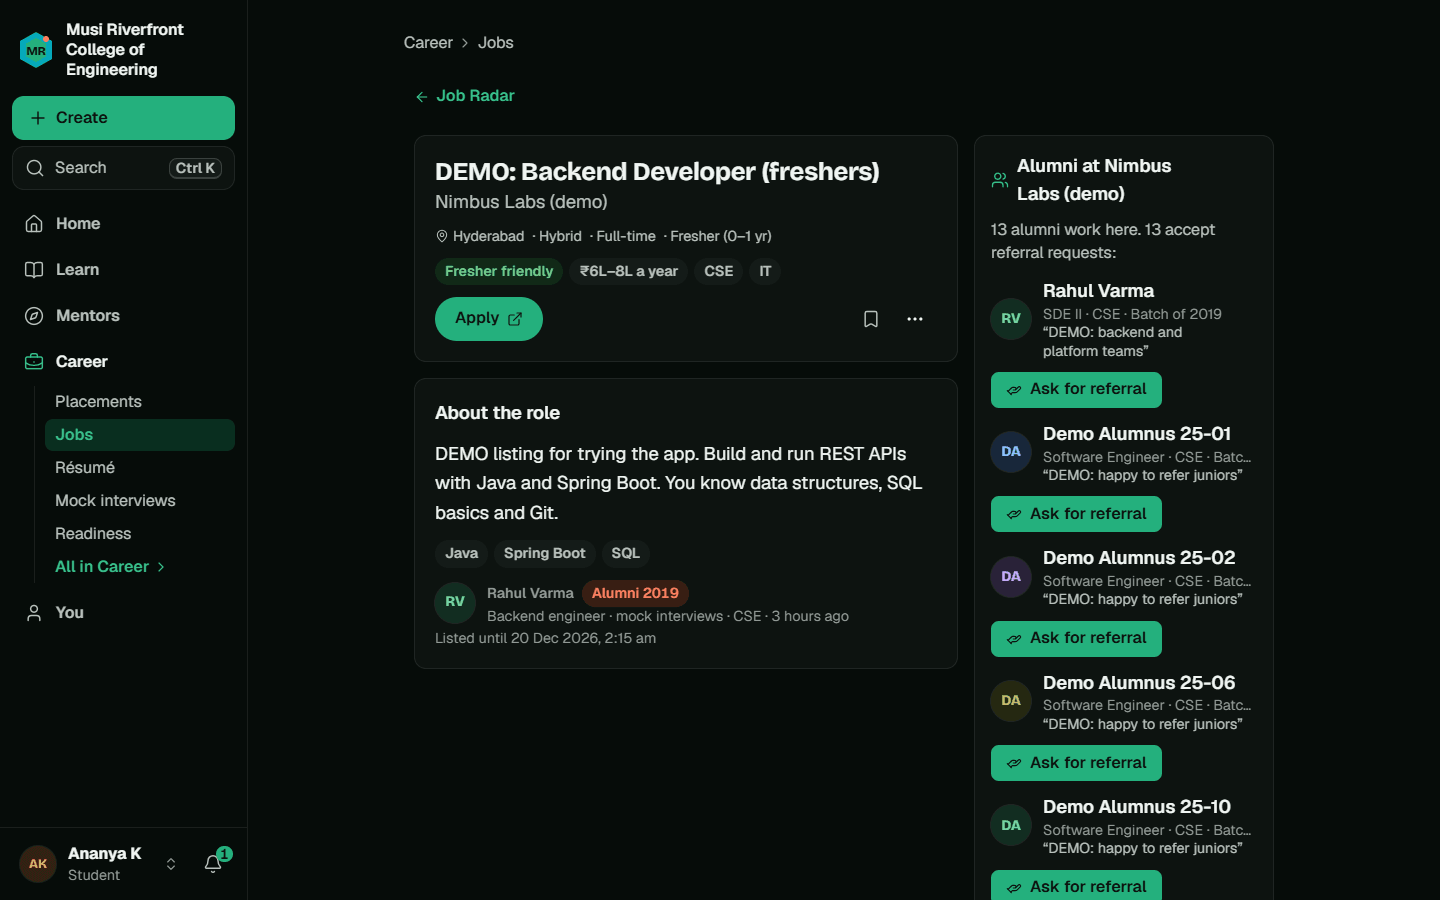 MR
Musi Riverfront
College of
Engineering
Create
Search
Ctrl K
Home
Learn
Mentors
Career
Placements
Jobs
Résumé
Mock interviews
Readiness
All in Career
You
AK
Ananya K
Student
1
Career > Jobs
Job Radar
DEMO: Backend Developer (freshers)
Nimbus Labs (demo)
Hyderabad · Hybrid · Full-time · Fresher (0–1 yr)
Fresher friendly
₹6L–8L a year
CSE
IT
Apply
About the role
DEMO listing for trying the app. Build and run REST APIs
with Java and Spring Boot. You know data structures, SQL
basics and Git.
Java
Spring Boot
SQL
RV
Rahul Varma
Alumni 2019
Backend engineer · mock interviews · CSE · 3 hours ago
Listed until 20 Dec 2026, 2:15 am
Alumni at Nimbus
Labs (demo)
13 alumni work here. 13 accept
referral requests:
RV
Rahul Varma
SDE II · CSE · Batch of 2019
“DEMO: backend and
platform teams”
Ask for referral
DA
Demo Alumnus 25-01
Software Engineer · CSE · Batc...
“DEMO: happy to refer juniors”
Ask for referral
DA
Demo Alumnus 25-02
Software Engineer · CSE · Batc...
“DEMO: happy to refer juniors”
Ask for referral
DA
Demo Alumnus 25-06
Software Engineer · CSE · Batc...
“DEMO: happy to refer juniors”
Ask for referral
DA
Demo Alumnus 25-10
Software Engineer · CSE · Batc...
“DEMO: happy to refer juniors”
Ask for referral